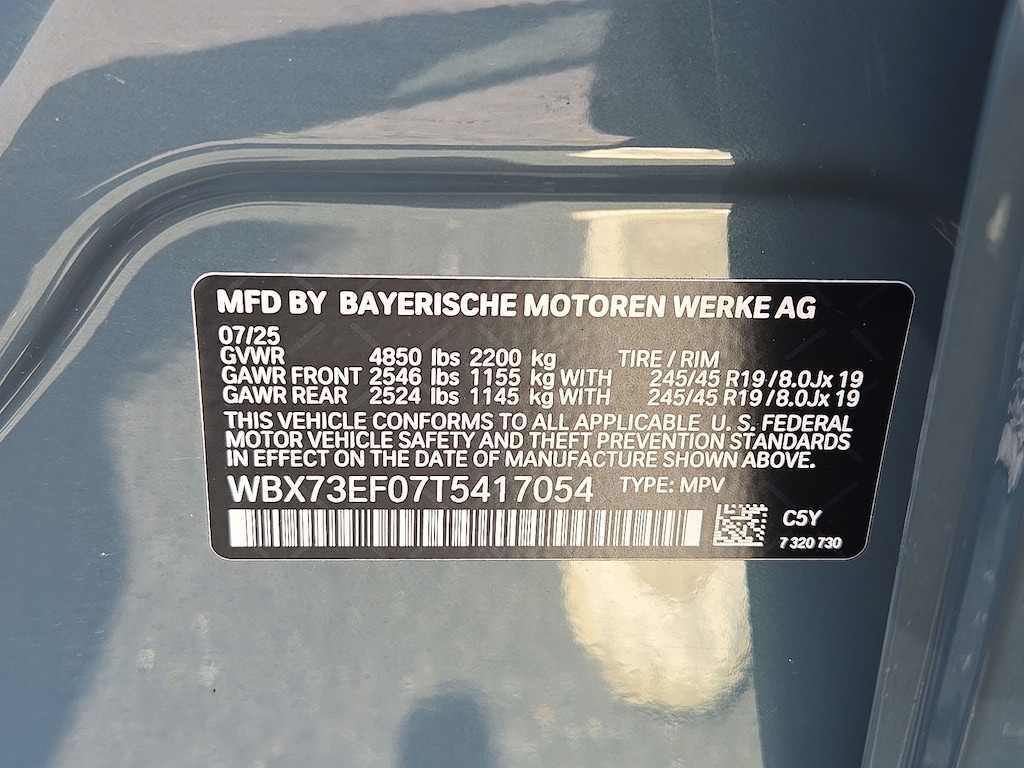 MFD BY BAYERISCHE MOTOREN WERKE AG
07/25
GVWR 4850 lbs 2200 kg TIRE / RIM
GAWR FRONT 2546 lbs 1155 kg WITH 245/45 R19 /8.0Jx 19
GAWR REAR 2524 lbs 1145 kg WITH 245/45 R19 /8.0Jx 19
THIS VEHICLE CONFORMS TO ALL APPLICABLE U. S. FEDERAL
MOTOR VEHICLE SAFETY AND THEFT PREVENTION STANDARDS
IN EFFECT ON THE DATE OF MANUFACTURE SHOWN ABOVE.
WBX73EF07T5417054 TYPE: MPV
C5Y
7 320 730